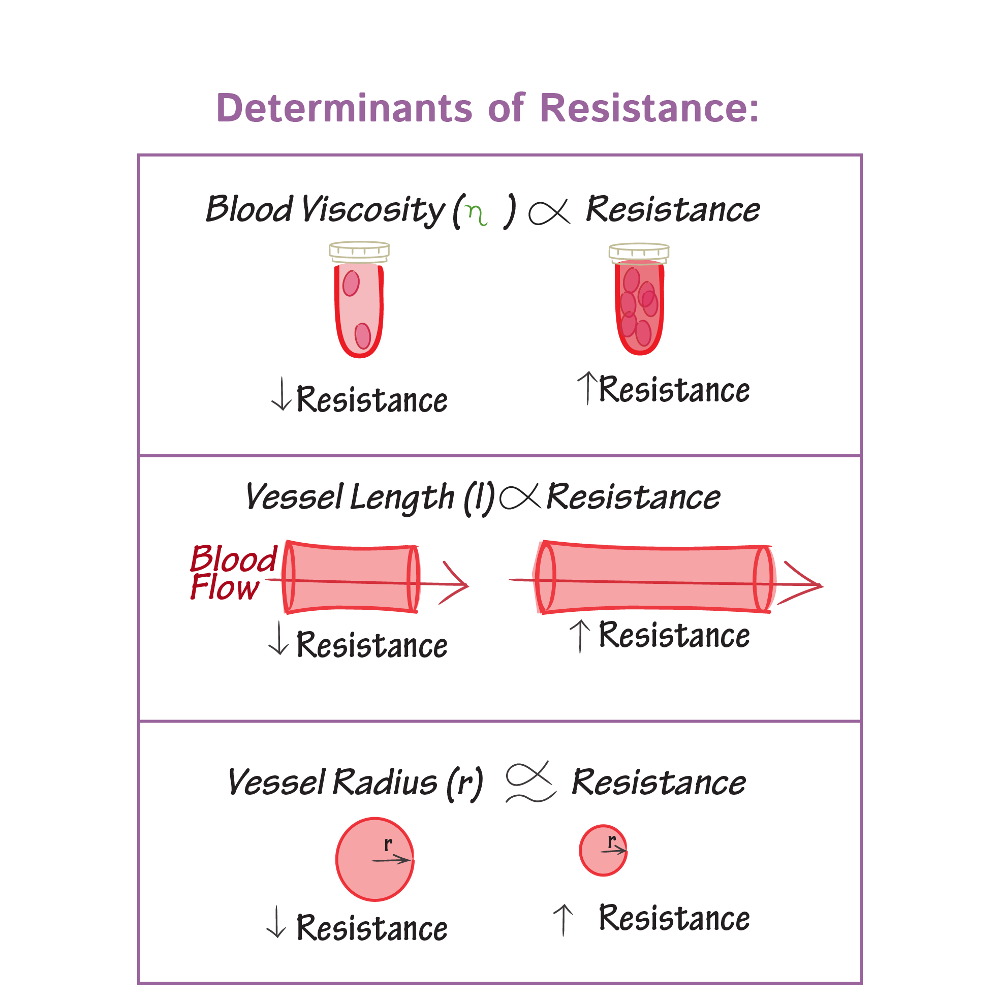 Determinants of Resistance:
Blood Viscosity (η ) ∝ Resistance
↓ Resistance ↑ Resistance
Vessel Length (l) ∝ Resistance
Blood
Flow
↓ Resistance ↑ Resistance
Vessel Radius (r) ∝ ~ Resistance
r r
↓ Resistance ↑ Resistance